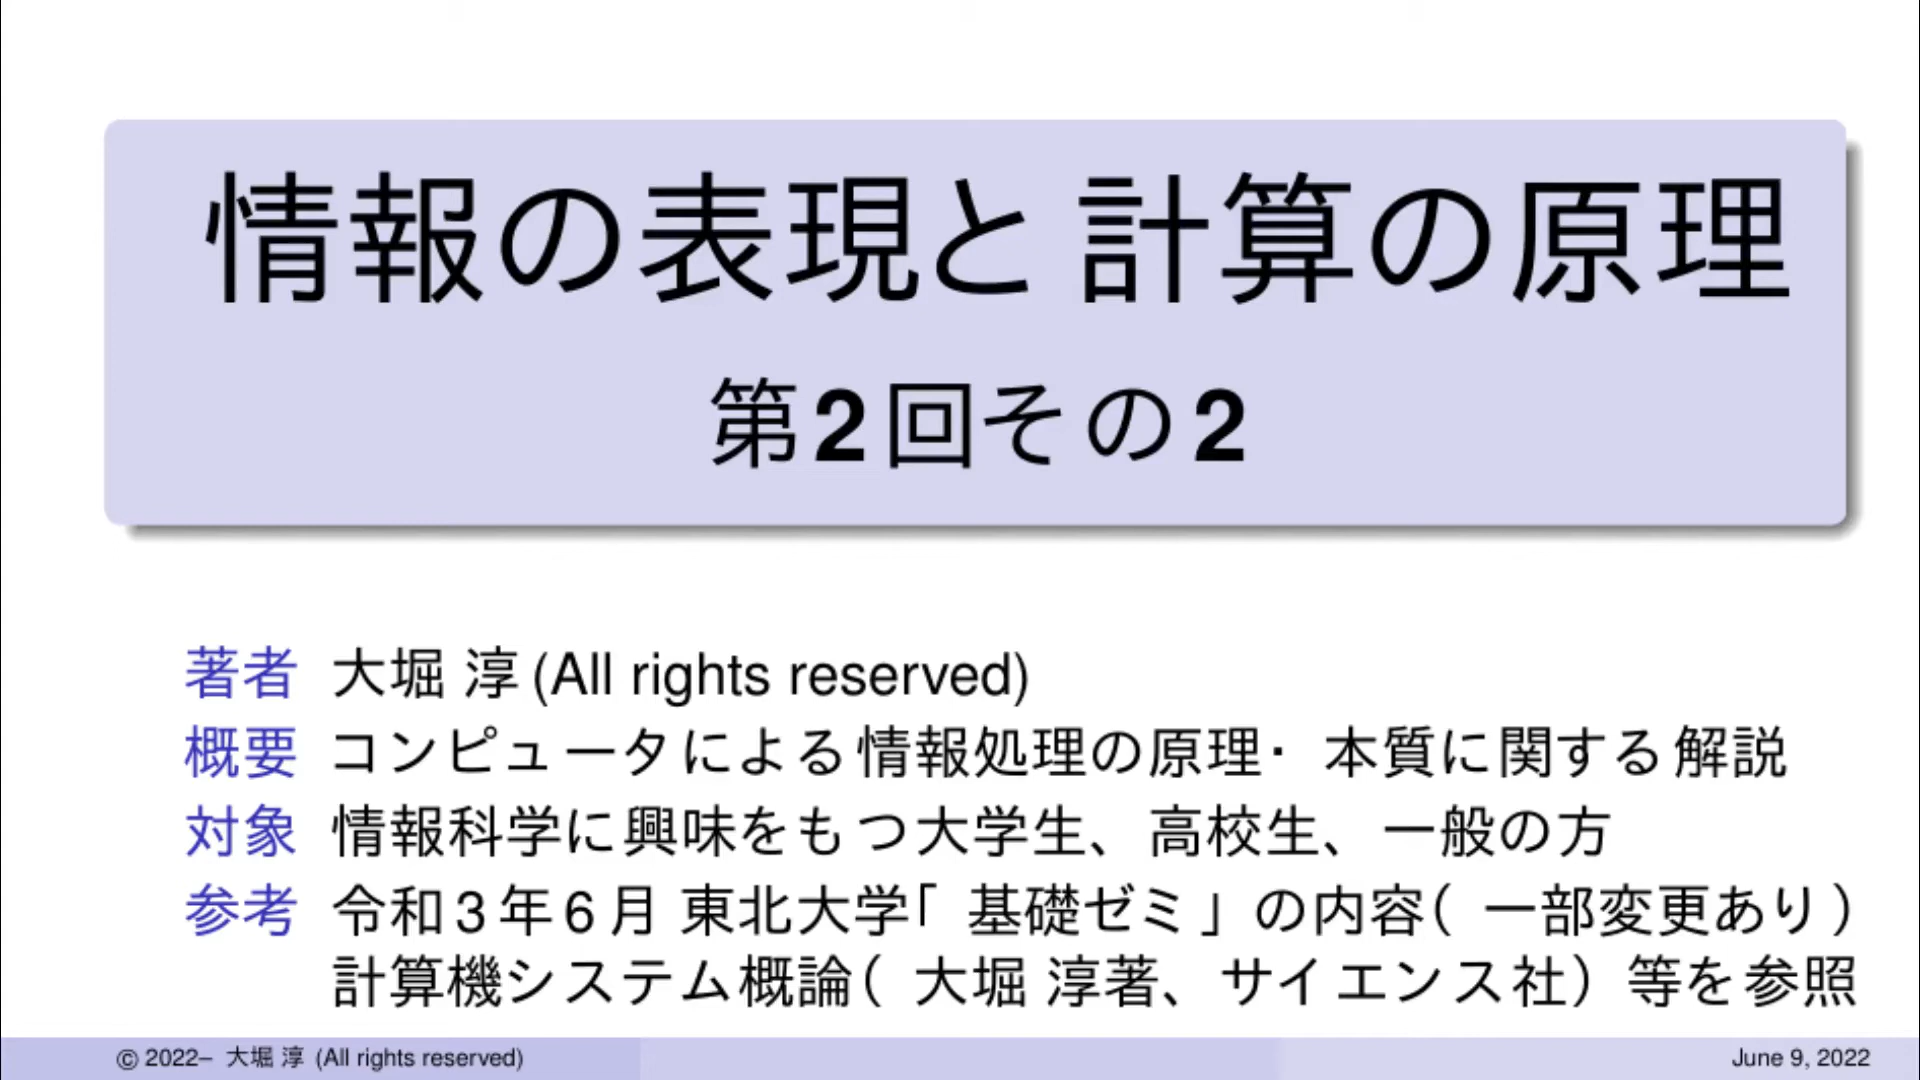 情報の表現と計算の原理
第2回その2
著者 大堀 淳 (All rights reserved)
概要 コンピュータによる情報処理の原理・本質に関する解説
対象 情報科学に興味をもつ大学生、高校生、一般の方
参考 令和3年6月 東北大学「基礎ゼミ」の内容(一部変更あり)
計算機システム概論(大堀 淳著、サイエンス社)等を参照
© 2022– 大堀 淳 (All rights reserved) June 9, 2022